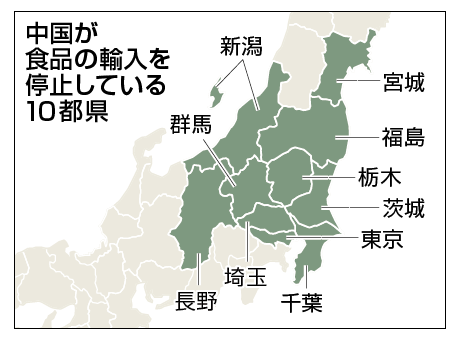 中国が
食品の輸入を
停止している
10都県
新潟
宮城
群馬
福島
栃木
茨城
東京
埼玉
長野
千葉